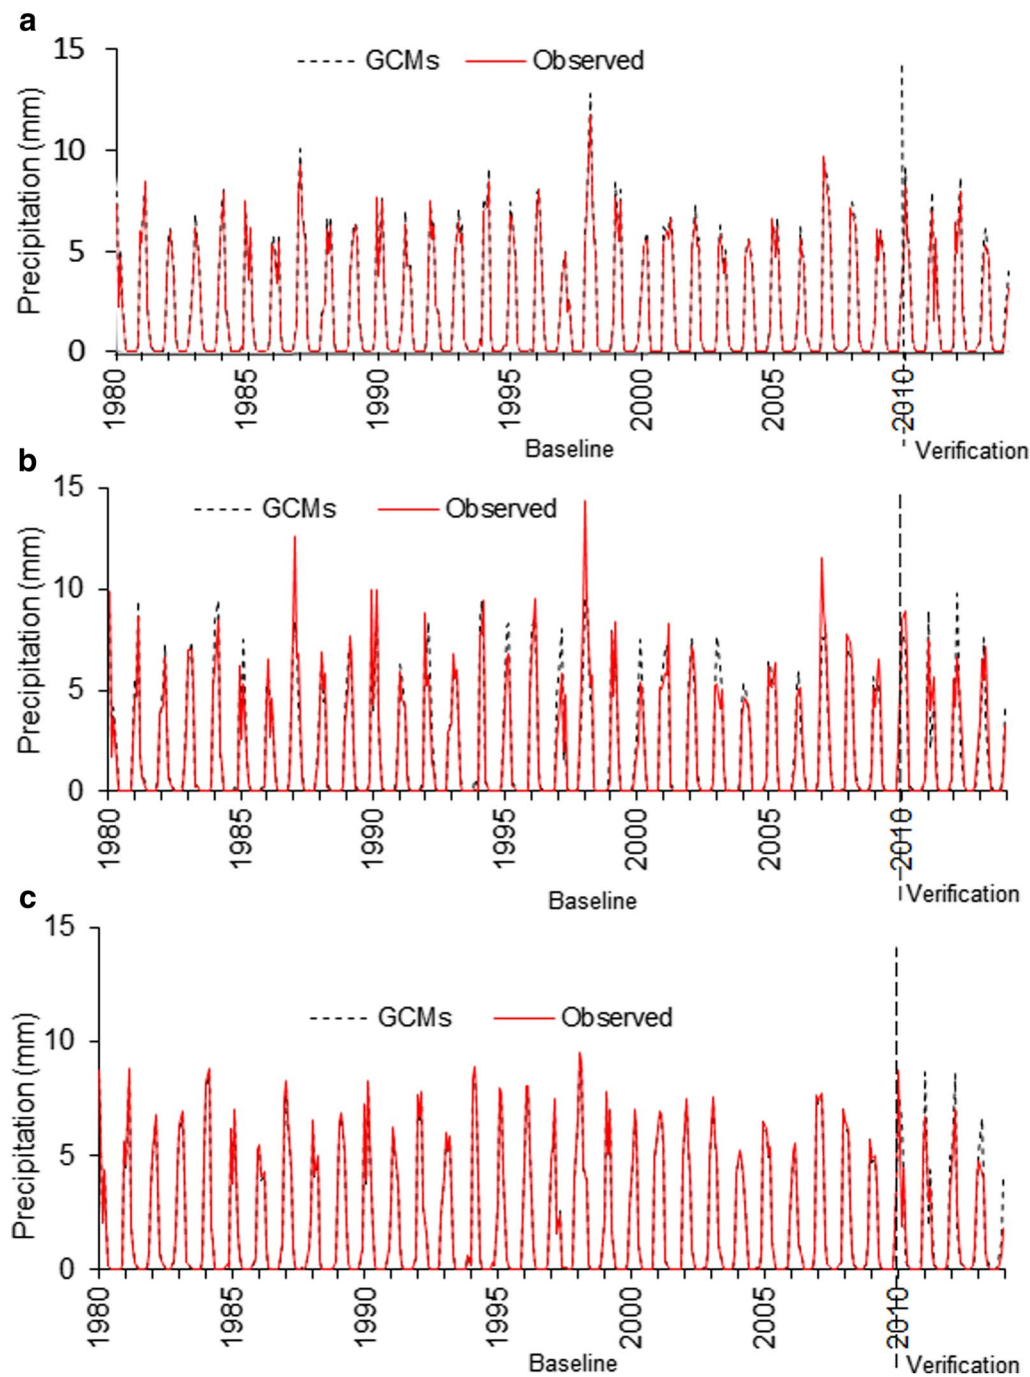 a
15
10
5
0
Precipitation (mm)
GCMs
Observed
1980
1985
1990
1995
2000
2005
2010
Baseline
Verification
b
15
10
5
0
Precipitation (mm)
GCMs
Observed
1980
1985
1990
1995
2000
2005
2010
Baseline
Verification
c
15
10
5
0
Precipitation (mm)
GCMs
Observed
1980
1985
1990
1995
2000
2005
2010
Baseline
Verification